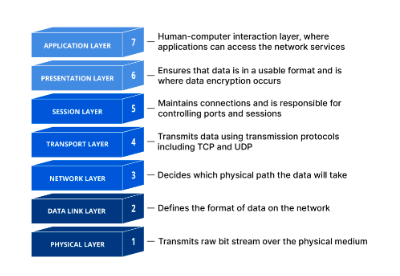 APPLICATION LAYER 7
Human-computer interaction layer, where
applications can access the network services
PRESENTATION LAYER 6
Ensures that data is in a usable format and is
where data encryption occurs
SESSION LAYER 5
Maintains connections and is responsible for
controlling ports and sessions
TRANSPORT LAYER 4
Transmits data using transmission protocols
including TCP and UDP
NETWORK LAYER 3
Decides which physical path the data will take
DATA LINK LAYER 2
Defines the format of data on the network
PHYSICAL LAYER 1
Transmits raw bit stream over the physical medium